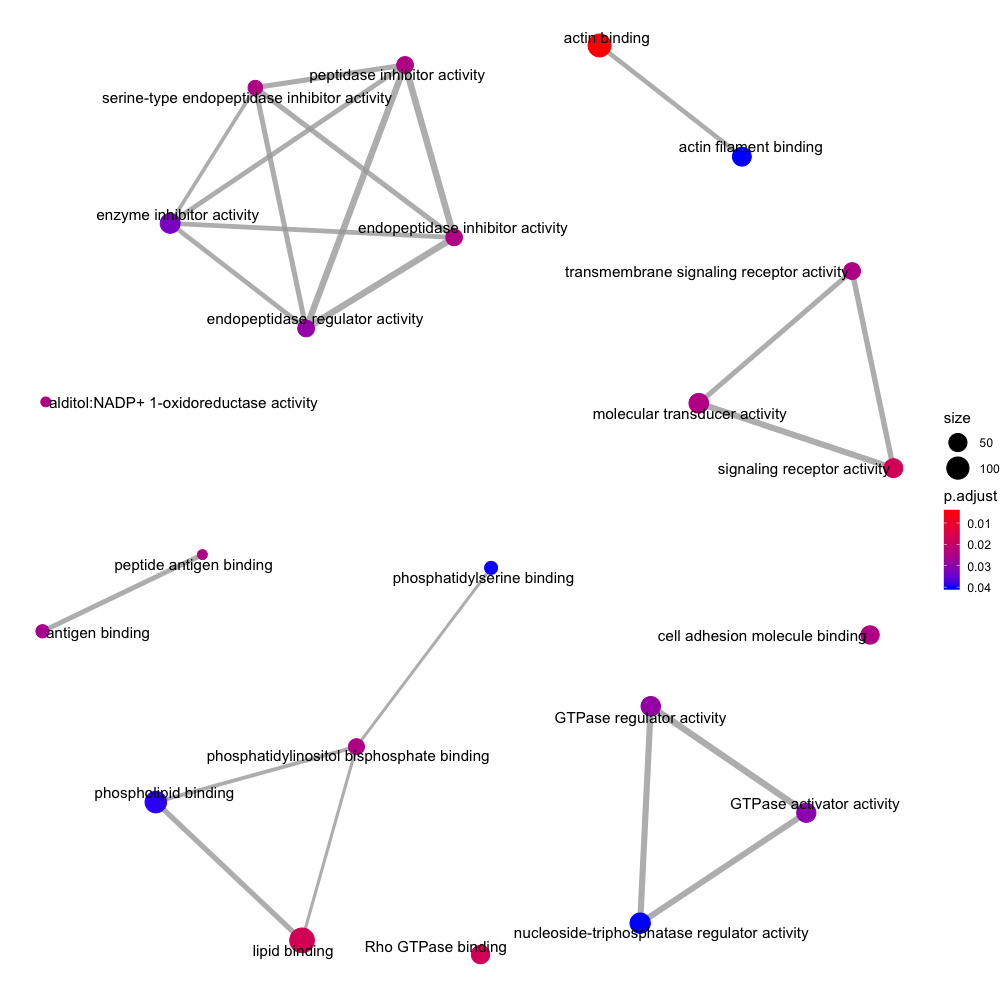 actin binding
peptidase inhibitor activity
serine-type endopeptidase inhibitor activity
actin filament binding
enzyme inhibitor activity
endopeptidase inhibitor activity
transmembrane signaling receptor activity
endopeptidase regulator activity
alditol:NADP+ 1-oxidoreductase activity
molecular transducer activity
signaling receptor activity
size
50
100
p.adjust
0.01
0.02
0.03
0.04
peptide antigen binding
phosphatidylserine binding
antigen binding
cell adhesion molecule binding
GTPase regulator activity
phosphatidylinositol bisphosphate binding
phospholipid binding
GTPase activator activity
nucleoside-triphosphatase regulator activity
Rho GTPase binding
lipid binding